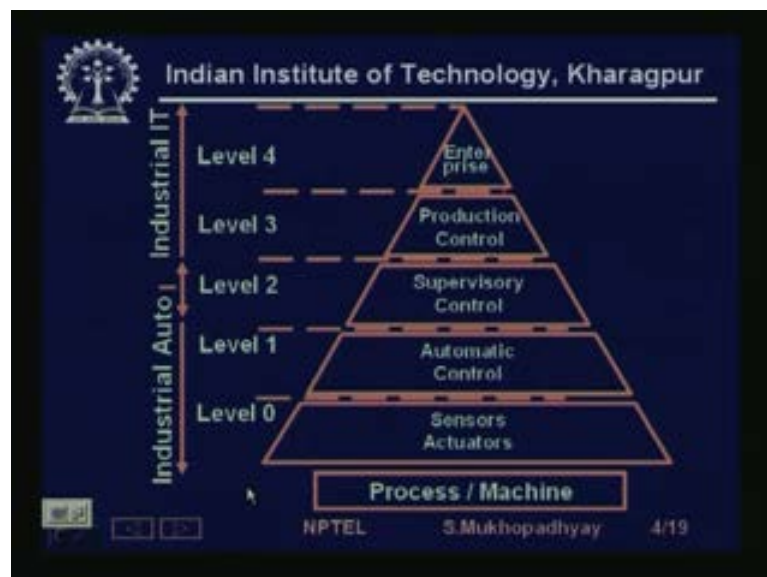 Indian Institute of Technology, Kharagpur
Industrial IT
Level 4
Enter
prise
Level 3
Production
Control
Level 2
Supervisory
Control
Industrial Auto
Level 1
Automatic
Control
Level 0
Sensors
Actuators
Process / Machine
NPTEL
S.Mukhopadhyay
4/19